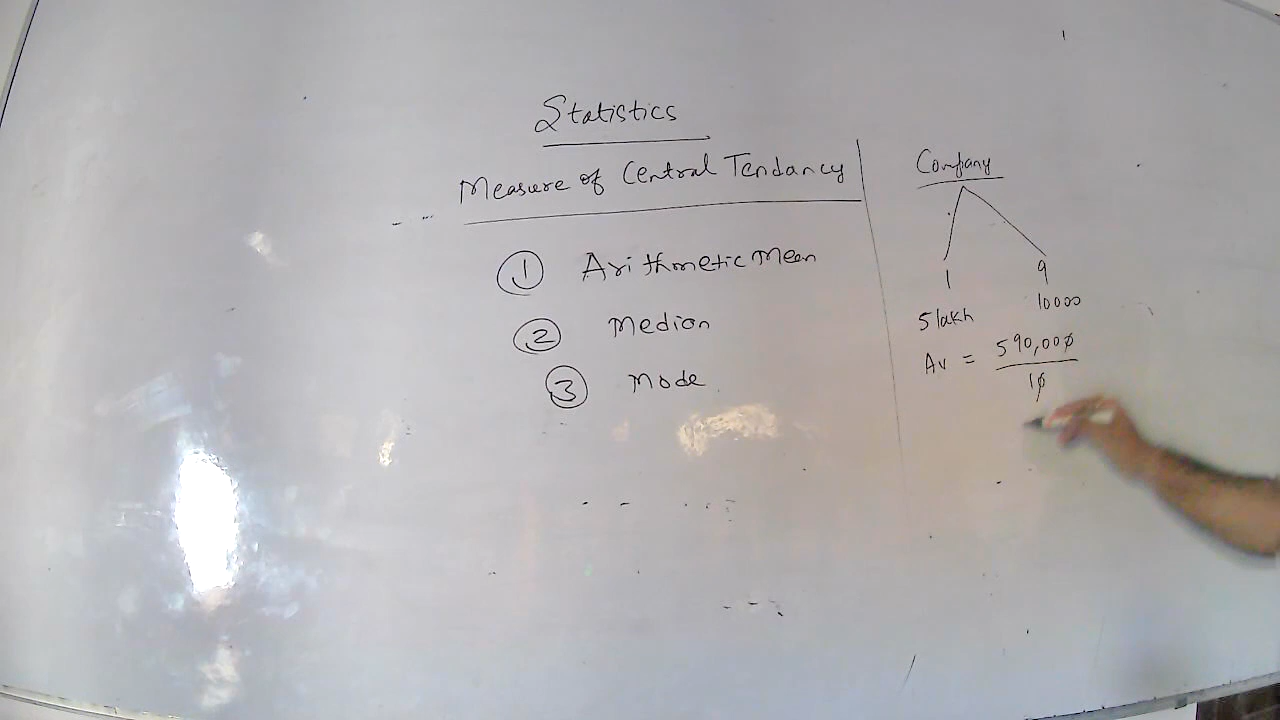 Statistics
Measure of Central Tendancy
① Arithmetic Mean
② Median
③ Mode
Company
1 9
5 lakh 10000
Av = 590,000
10